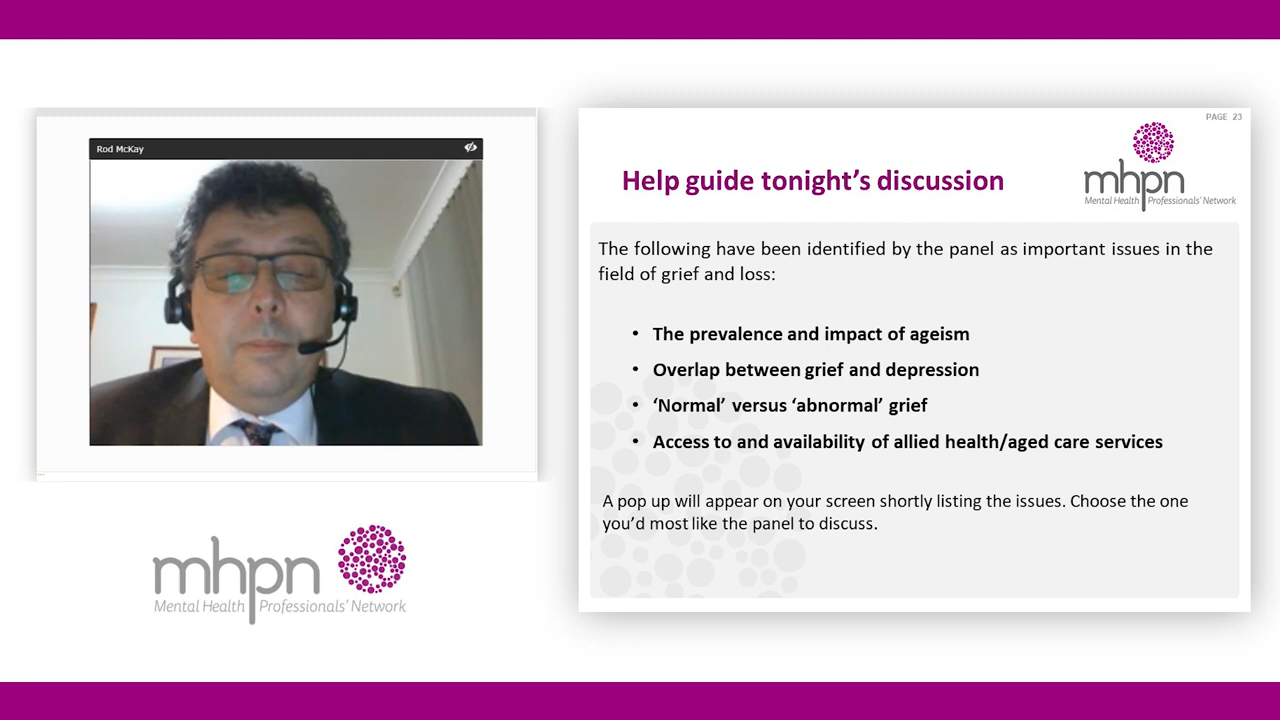 Rod McKay
mhpn
Mental Health Professionals' Network
PAGE 23
mhpn
Mental Health Professionals' Network
Help guide tonight’s discussion
The following have been identified by the panel as important issues in the
field of grief and loss:
• The prevalence and impact of ageism
• Overlap between grief and depression
• ‘Normal’ versus ‘abnormal’ grief
• Access to and availability of allied health/aged care services
A pop up will appear on your screen shortly listing the issues. Choose the one
you’d most like the panel to discuss.